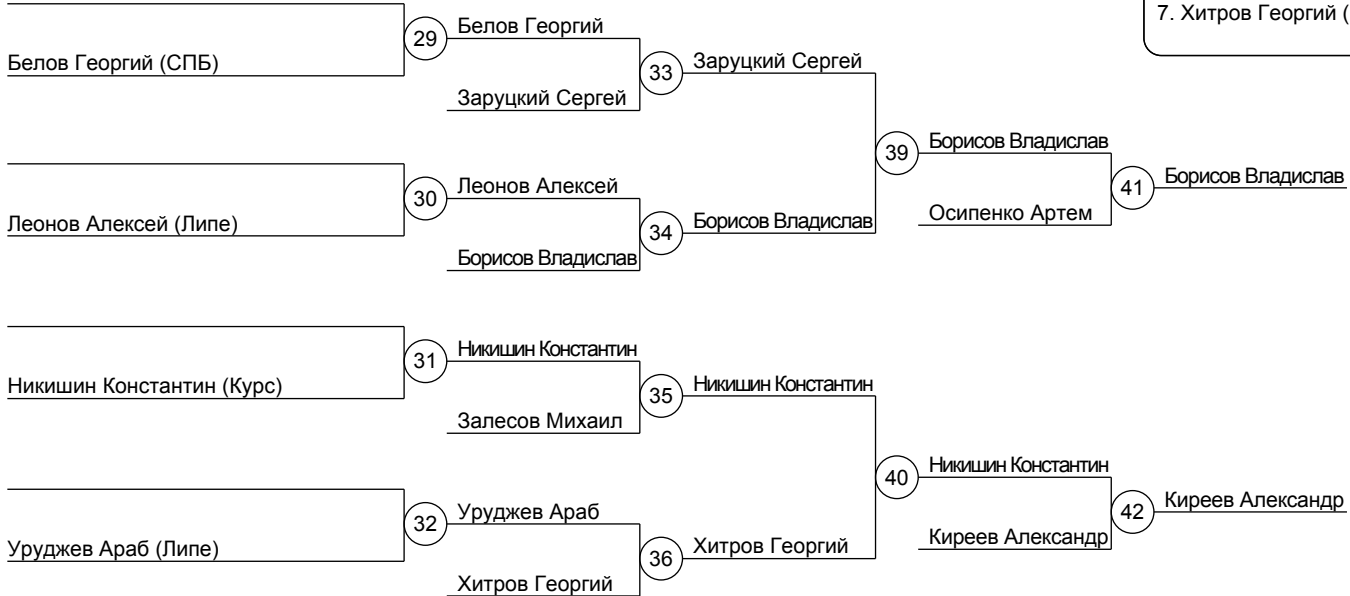 7. Хитров Георгий (
29
Белов Георгий
Белов Георгий (СПБ)
33
Заруцкий Сергей
Заруцкий Сергей
39
Борисов Владислав
30
Леонов Алексей
Леонов Алексей (Липе)
34
Борисов Владислав
Борисов Владислав
41
Борисов Владислав
Осипенко Артем
31
Никишин Константин
Никишин Константин (Курс)
35
Никишин Константин
Залесов Михаил
40
Никишин Константин
32
Уруджев Араб
Уруджев Араб (Липе)
36
Хитров Георгий
Хитров Георгий
42
Киреев Александр
Киреев Александр